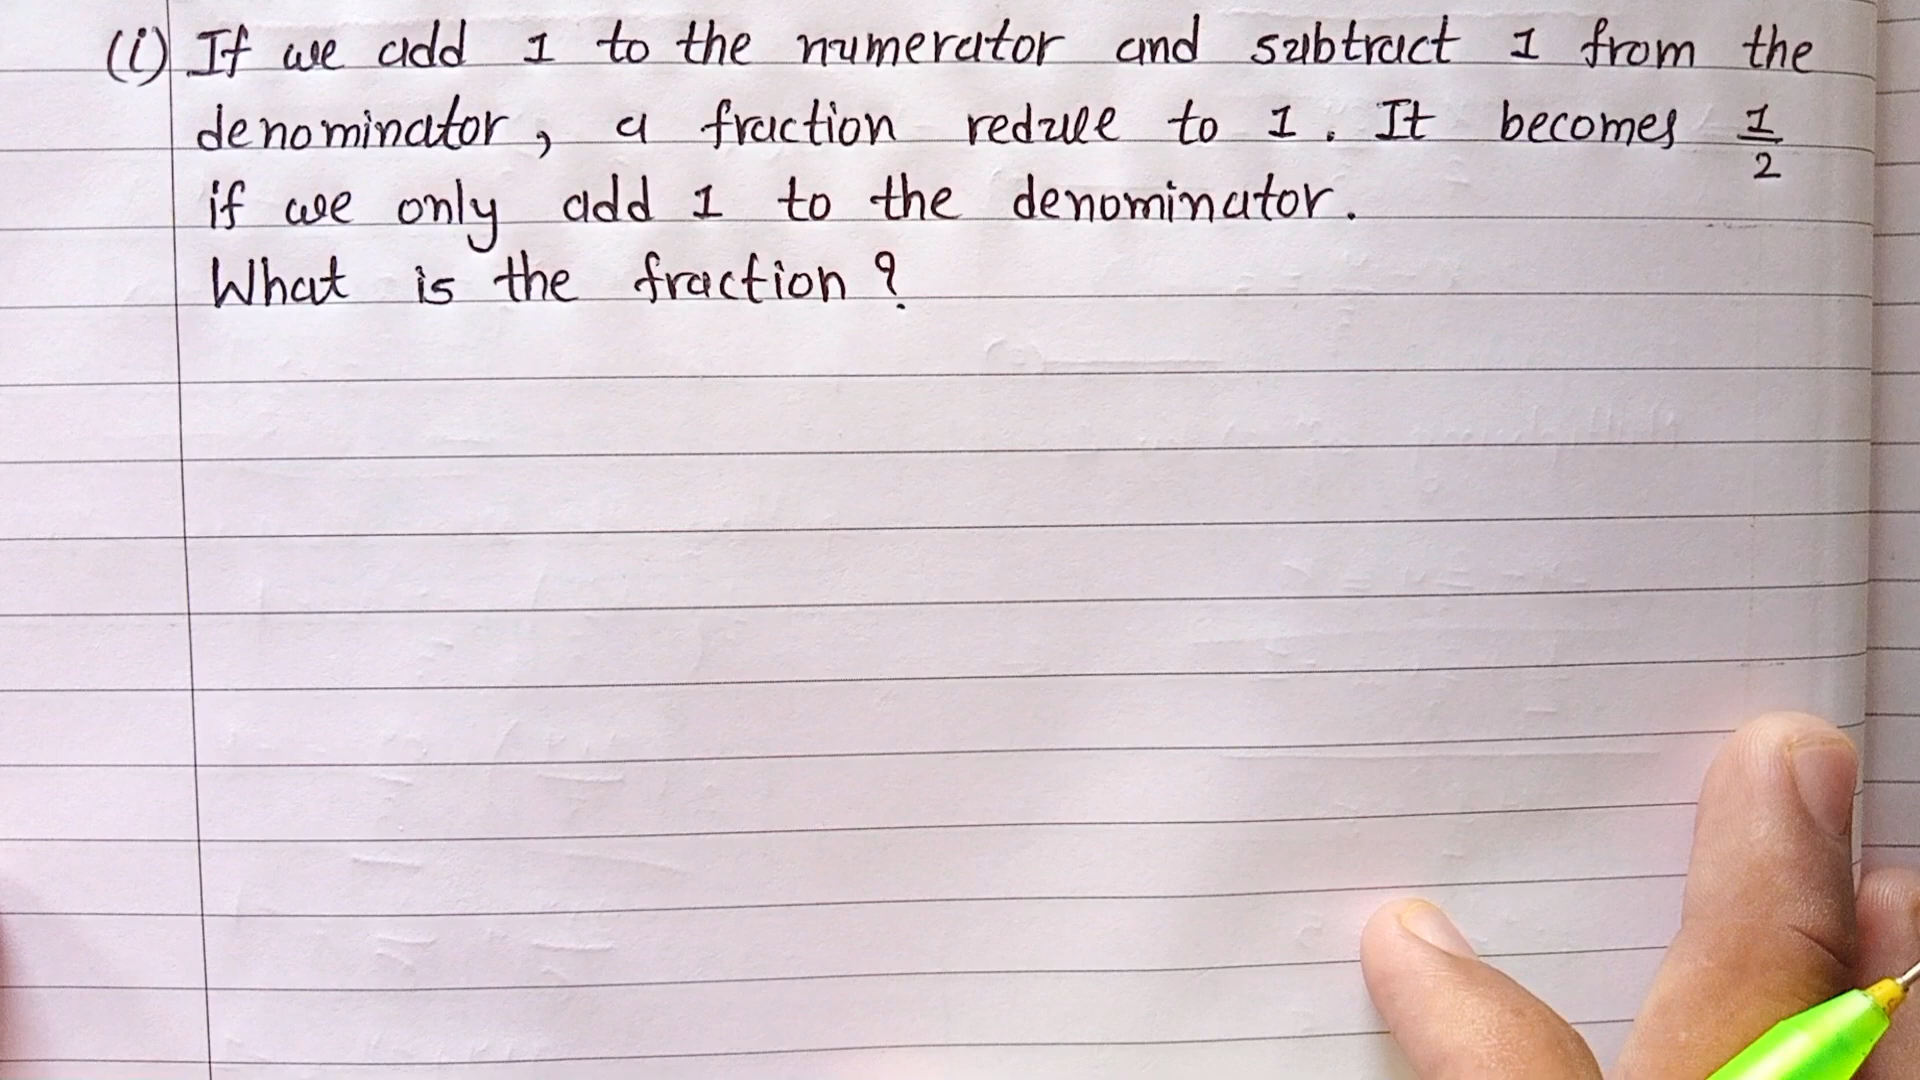 (i) If we add 1 to the numerator and subtract 1 from the
denominator, a fraction reduce to 1. It becomes 1/2
if we only add 1 to the denominator.
What is the fraction?